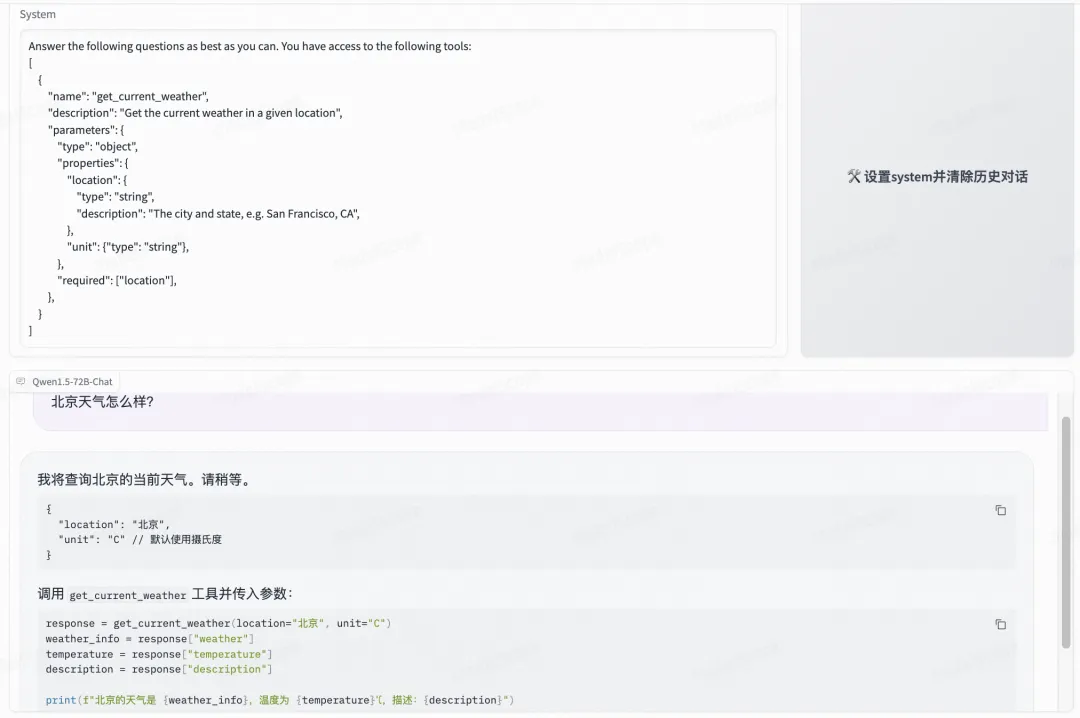 System
Answer the following questions as best as you can. You have access to the following tools:
[
{
"name": "get_current_weather",
"description": "Get the current weather in a given location",
"parameters": {
"type": "object",
"properties": {
"location": {
"type": "string",
"description": "The city and state, e.g. San Francisco, CA",
},
"unit": {"type": "string"},
},
"required": ["location"],
},
}
]
🛠️ 设置system并清除历史对话
Qwen1.5-72B-Chat
北京天气怎么样?
我将查询北京的当前天气。请稍等。
{
"location": "北京",
"unit": "C" // 默认使用摄氏度
}
调用 get_current_weather 工具并传入参数：
response = get_current_weather(location="北京", unit="C")
weather_info = response["weather"]
temperature = response["temperature"]
description = response["description"]
print(f"北京的天气是 {weather_info}，温度为 {temperature}℃，描述：{description}")